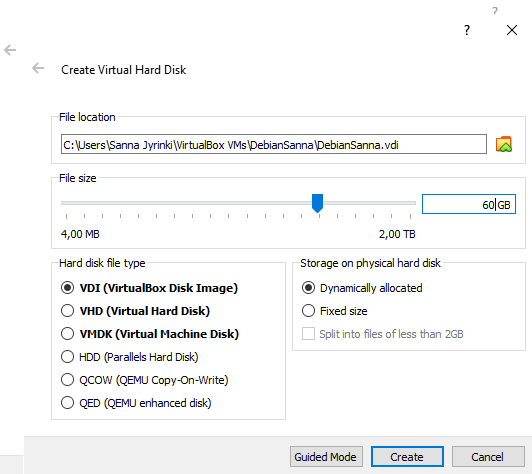 ?
?
Create Virtual Hard Disk
File location
C:\Users\Sanna Jyrinki\VirtualBox VMs\DebianSanna\DebianSanna.vdi
File size
60 GB
4,00 MB 2,00 TB
Hard disk file type
VDI (VirtualBox Disk Image)
VHD (Virtual Hard Disk)
VMDK (Virtual Machine Disk)
HDD (Parallels Hard Disk)
QCOW (QEMU Copy-On-Write)
QED (QEMU enhanced disk)
Storage on physical hard disk
Dynamically allocated
Fixed size
Split into files of less than 2GB
Guided Mode Create Cancel